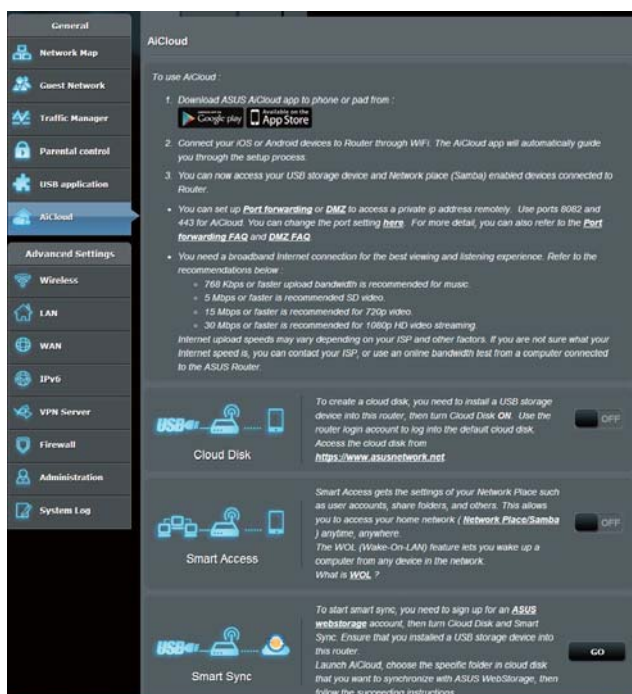 General
Network Map
Guest Network
Traffic Manager
Parental control
USB application
AiCloud
Advanced Settings
Wireless
LAN
WAN
IPv6
VPN Server
Firewall
Administration
System Log
AiCloud
To use AiCloud :
1. Download ASUS AiCloud app to phone or pad from :
Google play
Available on the
App Store
2. Connect your iOS or Android devices to Router through WiFi. The AiCloud app will automatically guide
you through the setup process.
3. You can now access your USB storage device and Network place (Samba) enabled devices connected to
Router.
• You can set up Port forwarding or DMZ to access a private ip address remotely. Use ports 8082 and
443 for AiCloud. You can change the port setting here. For more detail, you can also refer to the Port
forwarding FAQ and DMZ FAQ.
• You need a broadband Internet connection for the best viewing and listening experience. Refer to the
recommendations below :
768 Kbps or faster upload bandwidth is recommended for music.
5 Mbps or faster is recommended SD video.
15 Mbps or faster is recommended for 720p video.
30 Mbps or faster is recommended for 1080p HD video streaming.
Internet upload speeds may vary depending on your ISP and other factors. If you are not sure what your
Internet speed is, you can contact your ISP, or use an online bandwidth test from a computer connected
to the ASUS Router.
USB
Cloud Disk
To create a cloud disk, you need to install a USB storage
device into this router, then turn Cloud Disk ON. Use the
router login account to log into the default cloud disk.
Access the cloud disk from
https://www.asusnetwork.net
OFF
Smart Access
Smart Access gets the settings of your Network Place such
as user accounts, share folders, and others. This allows
you to access your home network ( Network Place/Samba
) anytime, anywhere.
The WOL (Wake-On-LAN) feature lets you wake up a
computer from any device in the network.
What is WOL ?
OFF
USB
Smart Sync
To start smart sync, you need to sign up for an ASUS
webstorage account, then turn Cloud Disk and Smart
Sync. Ensure that you installed a USB storage device into
this router.
Launch AiCloud, choose the specific folder in cloud disk
that you want to synchronize with ASUS WebStorage, then
follow the succeeding instructions.
GO